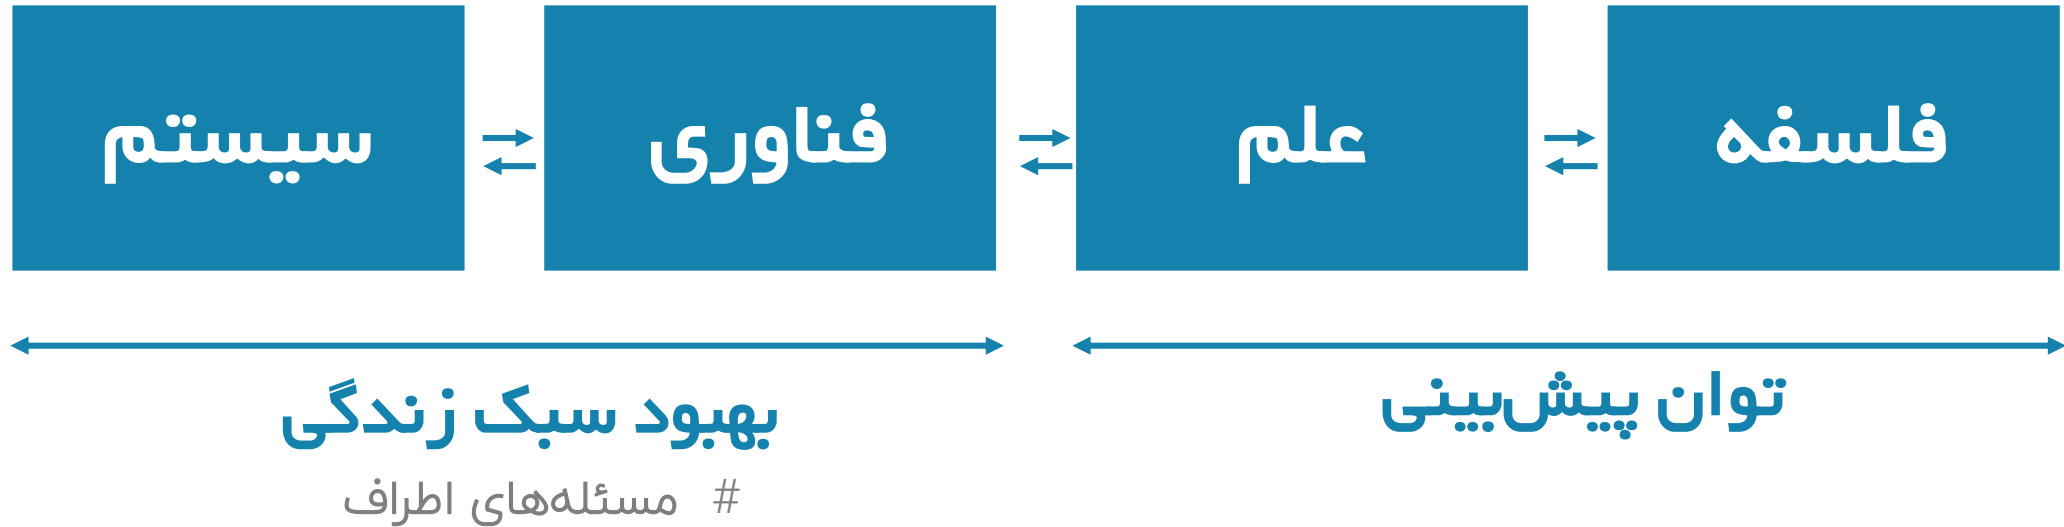 فلسفه
علم
فناوری
سیستم
توان پیش‌بینی
بهبود سبک زندگی
# مسئله‌های اطراف